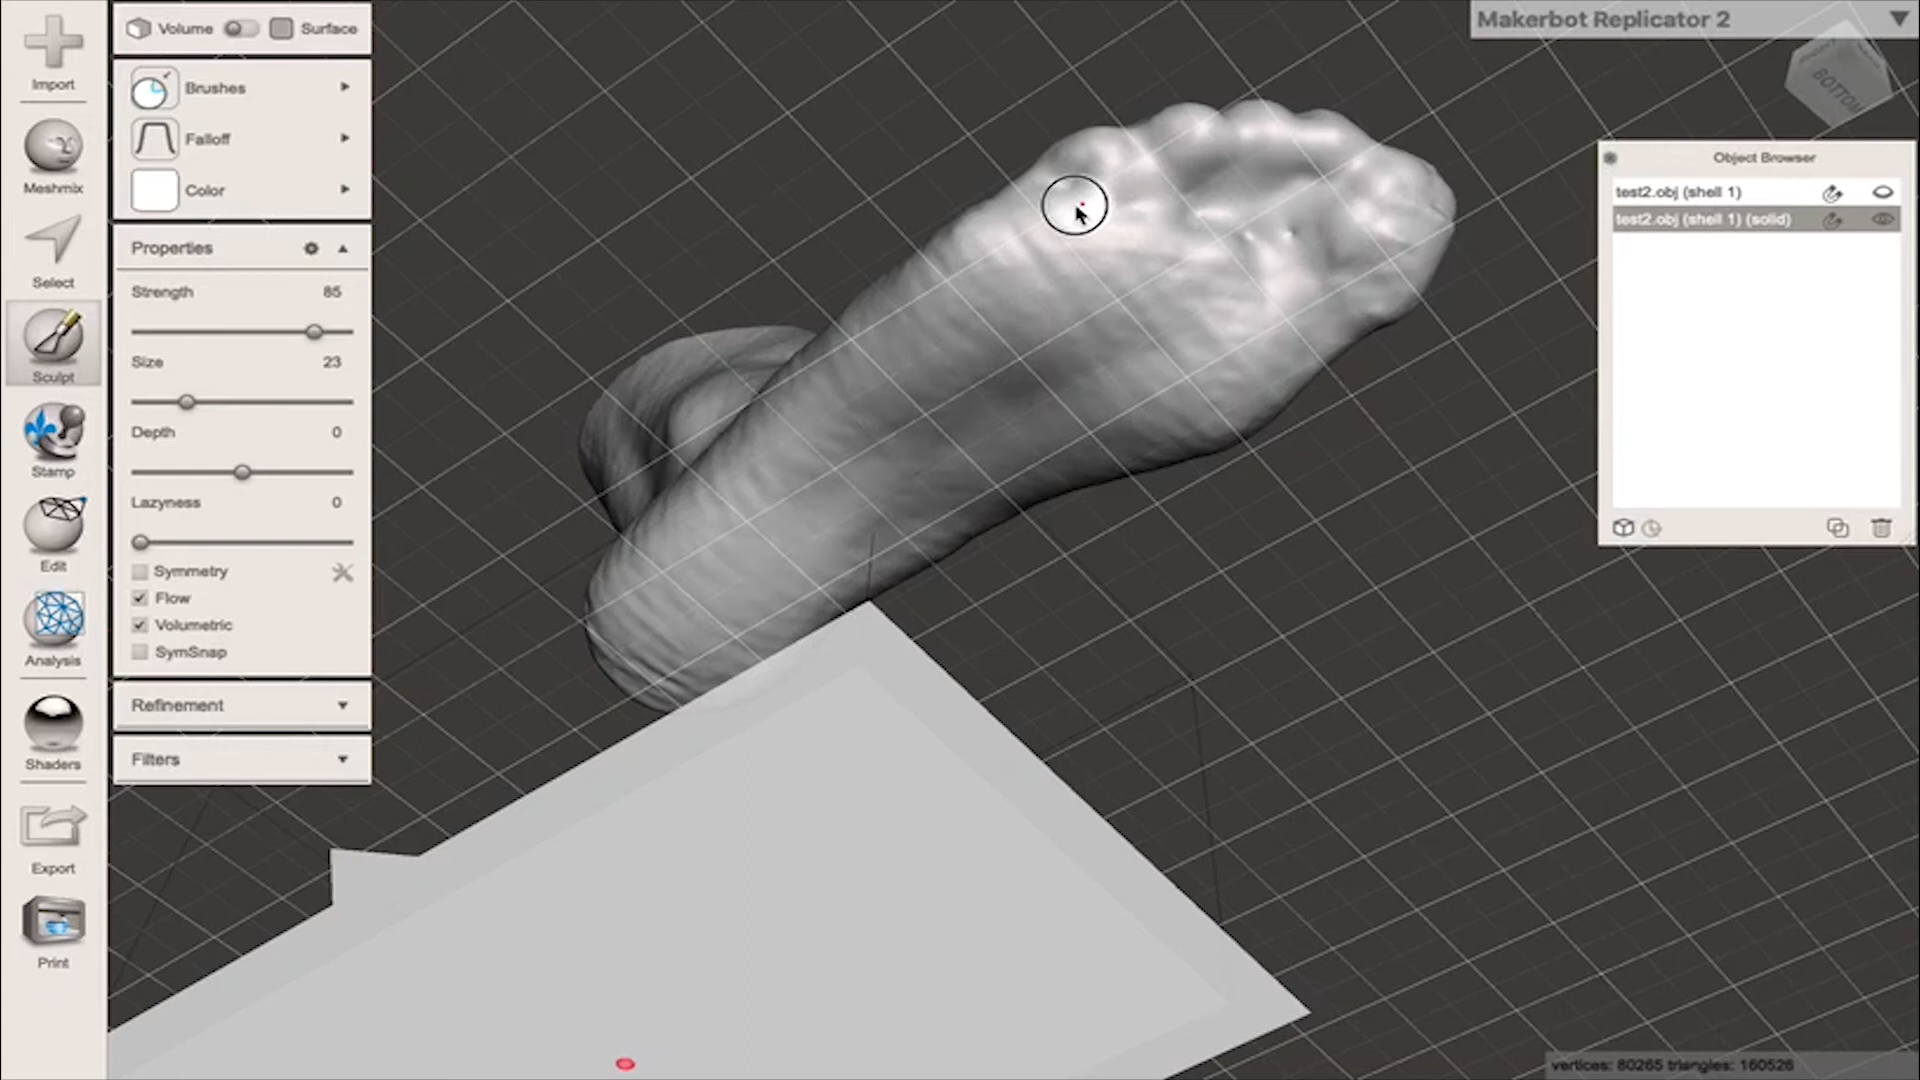 Import
Meshmix
Select
Sculpt
Stamp
Edit
Analysis
Shaders
Export
Print
Volume Surface
Brushes
Falloff
Color
Properties
Strength 85
Size 23
Depth 0
Lazyness 0
Symmetry
Flow
Volumetric
SymSnap
Refinement
Filters
Makerbot Replicator 2
BOTTOM
Object Browser
test2.obj (shell 1)
test2.obj (shell 1) (solid)
vertices: 80265 triangles: 160526